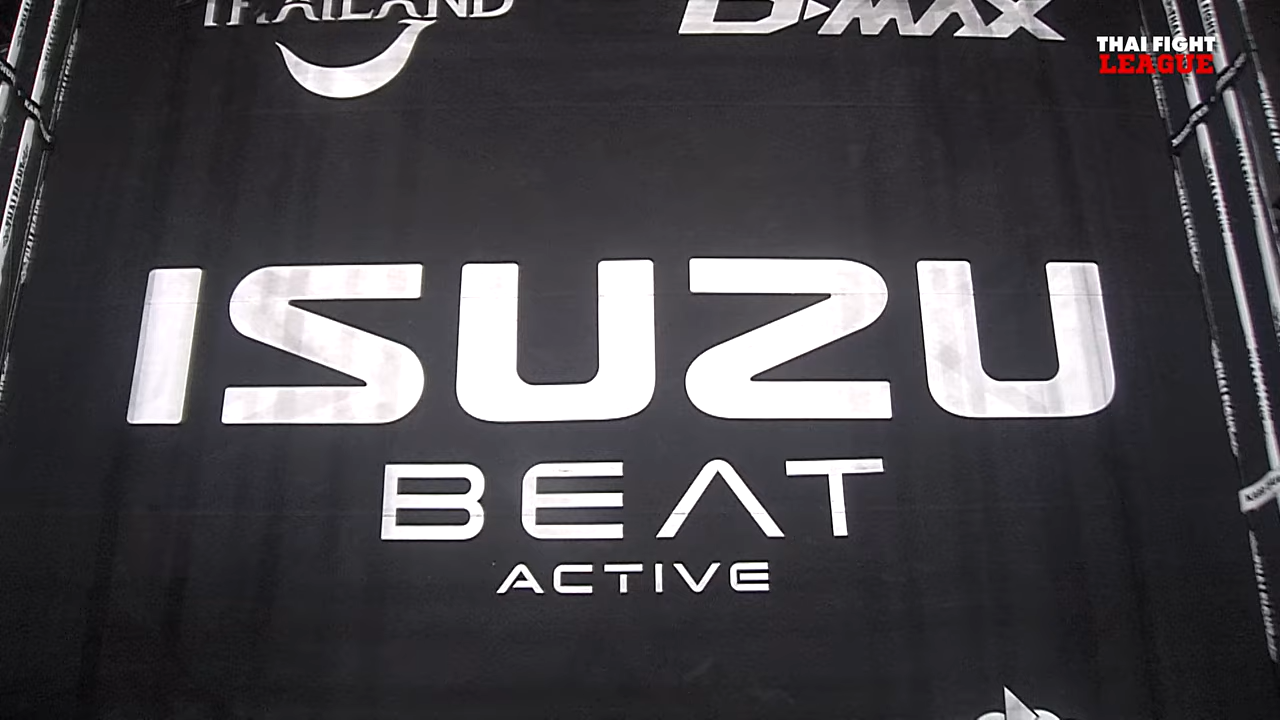 THAILAND
D-MAX
THAI FIGHT
LEAGUE
ISUZU
BEAT
ACTIVE